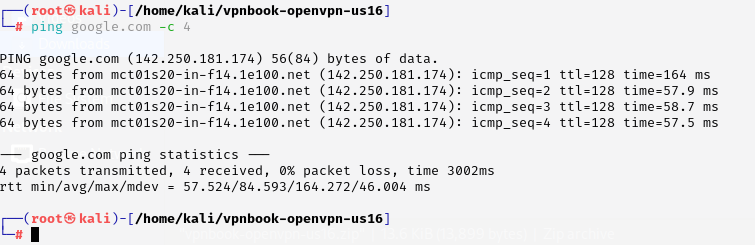 ┌──(root㉿kali)-[/home/kali/vpnbook-openvpn-us16]
└─# ping google.com -c 4
PING google.com (142.250.181.174) 56(84) bytes of data.
64 bytes from mct01s20-in-f14.1e100.net (142.250.181.174): icmp_seq=1 ttl=128 time=164 ms
64 bytes from mct01s20-in-f14.1e100.net (142.250.181.174): icmp_seq=2 ttl=128 time=57.9 ms
64 bytes from mct01s20-in-f14.1e100.net (142.250.181.174): icmp_seq=3 ttl=128 time=58.7 ms
64 bytes from mct01s20-in-f14.1e100.net (142.250.181.174): icmp_seq=4 ttl=128 time=57.5 ms
--- google.com ping statistics ---
4 packets transmitted, 4 received, 0% packet loss, time 3002ms
rtt min/avg/max/mdev = 57.524/84.593/164.272/46.004 ms
┌──(root㉿kali)-[/home/kali/vpnbook-openvpn-us16]
└─#